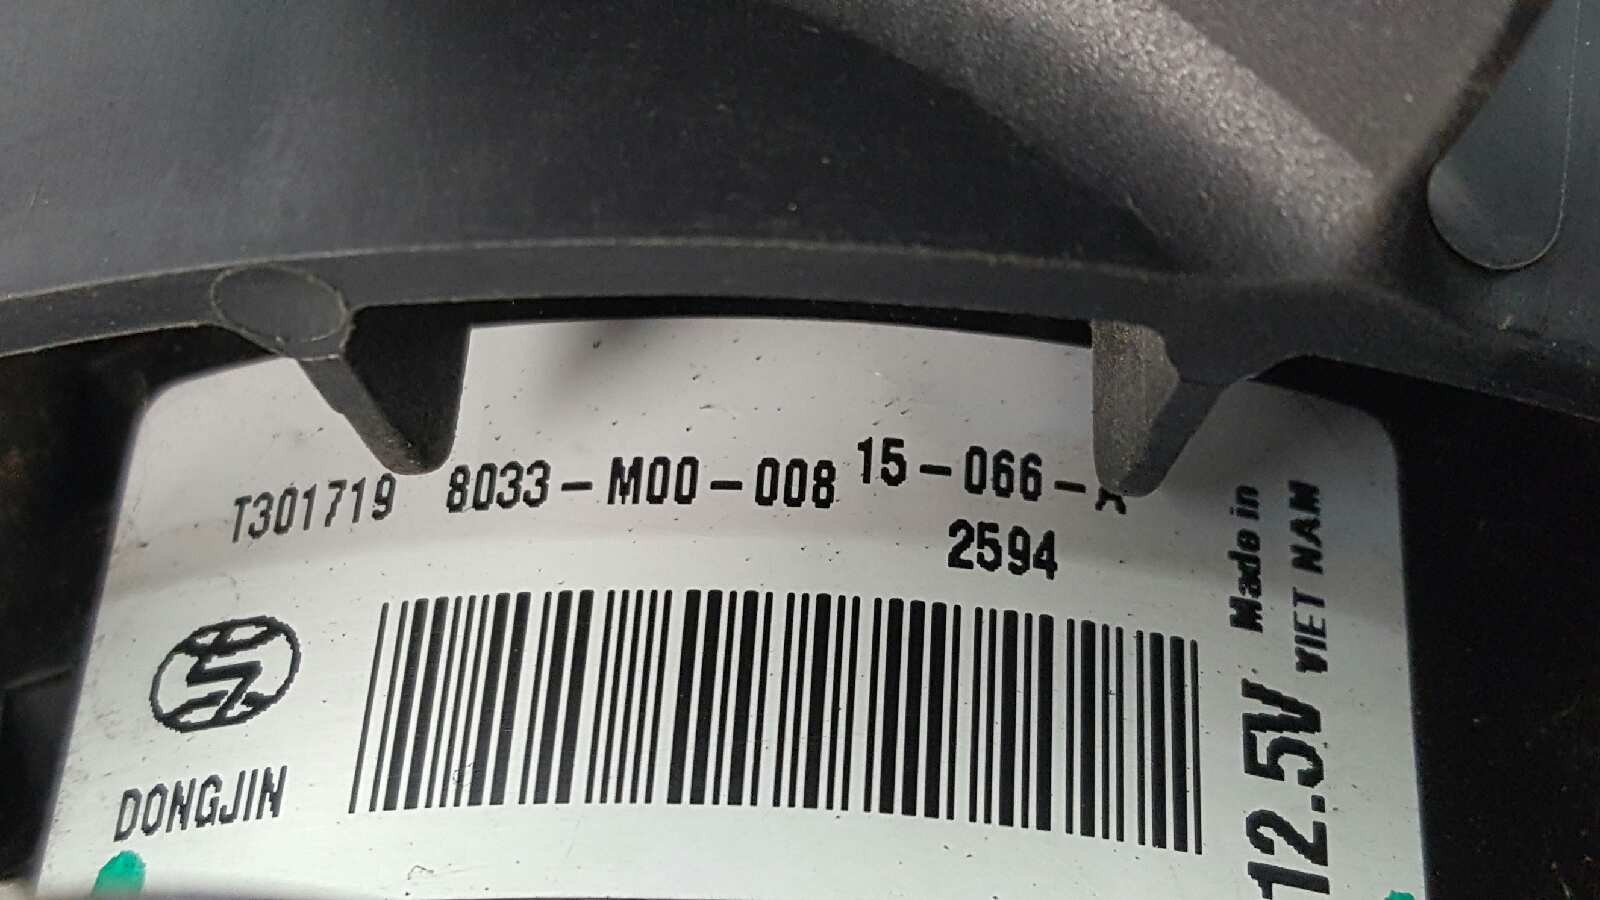 T301719 8033-M00-008 15-066-A
2594
DONGJIN
Made in
VIET NAM
12.5V